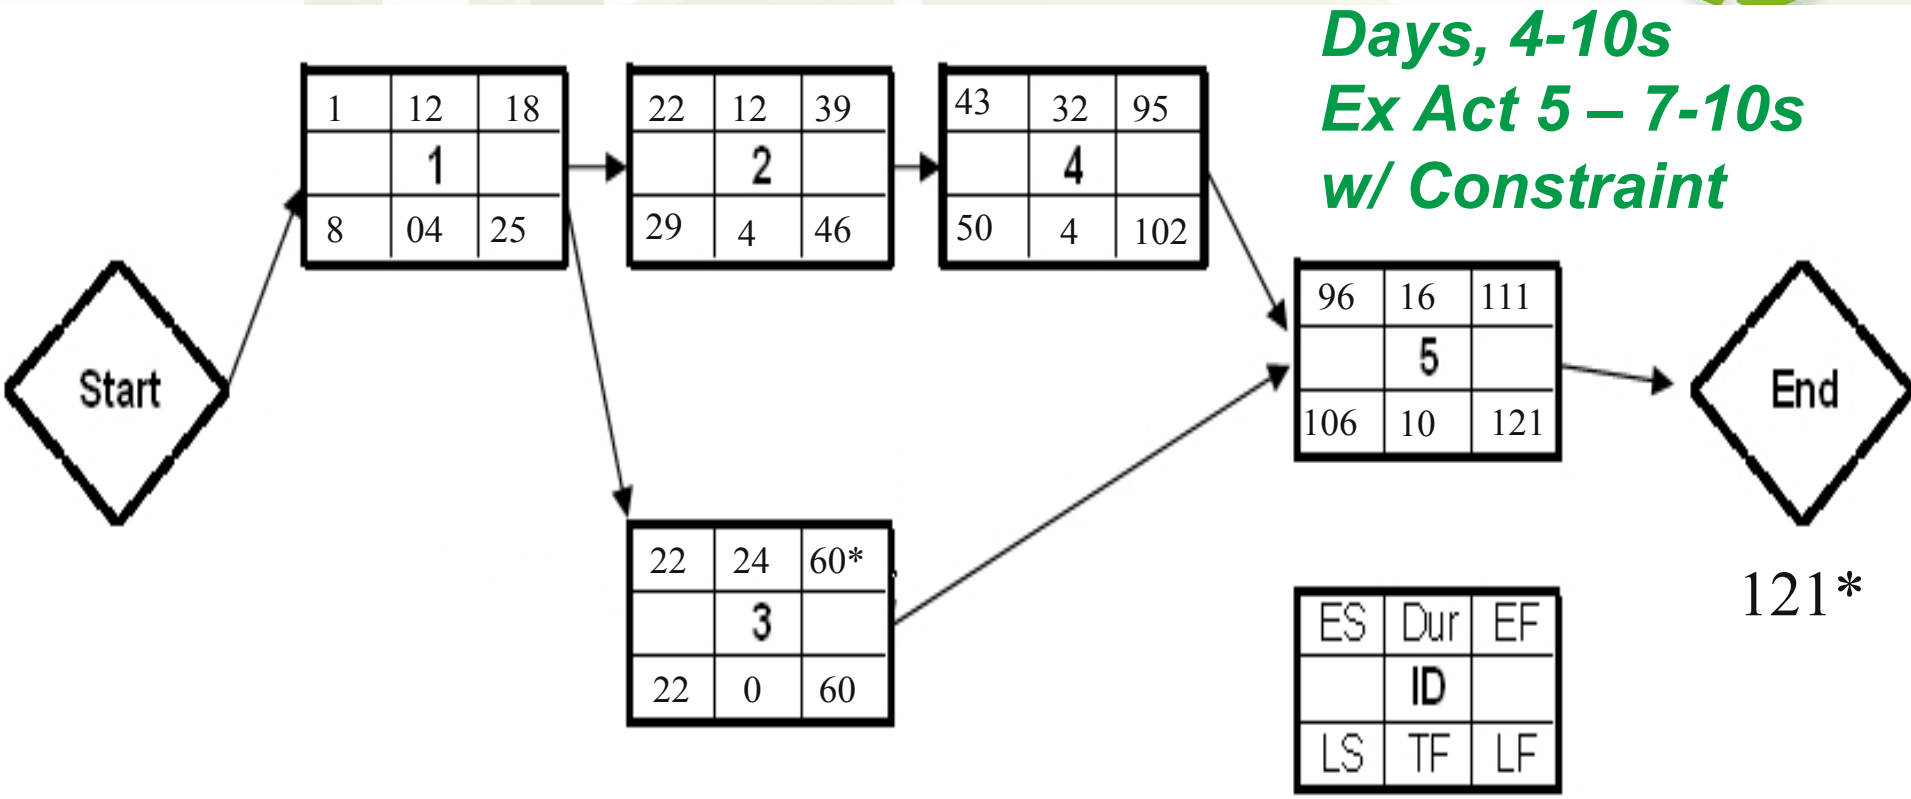 Days, 4-10s
Ex Act 5 – 7-10s
w/ Constraint
1 12 18
1
8 04 25
22 12 39
2
29 4 46
43 32 95
4
50 4 102
Start
96 16 111
5
106 10 121
End
121*
22 24 60*
3
22 0 60
ES Dur EF
ID
LS TF LF